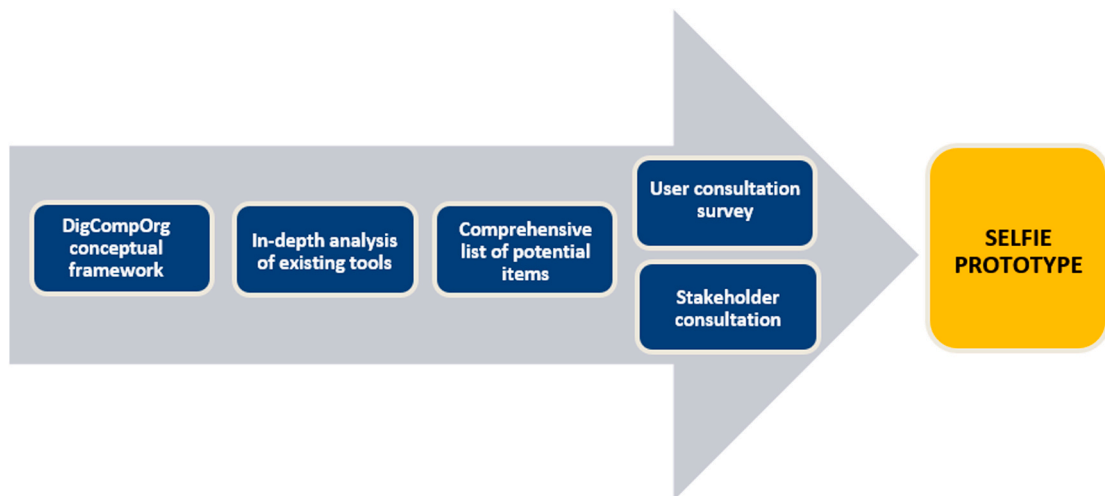 DigCompOrg
conceptual
framework
In-depth analysis
of existing tools
Comprehensive
list of potential
items
User consultation
survey
Stakeholder
consultation
SELFIE
PROTOTYPE